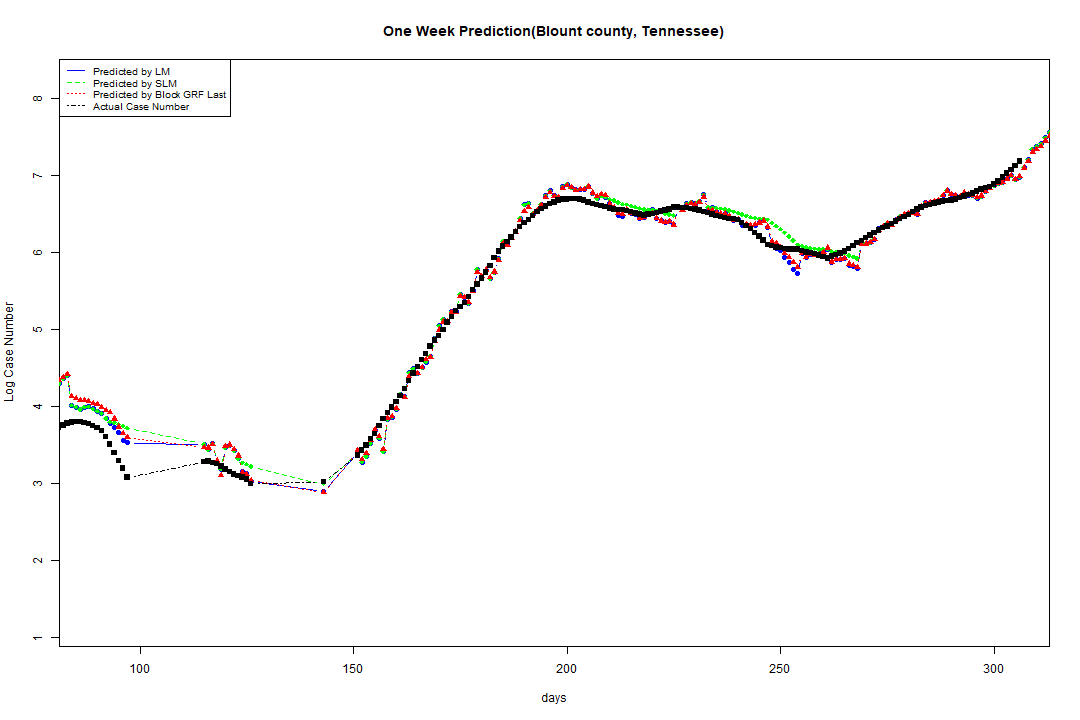 One Week Prediction(Blount county, Tennessee)
Predicted by LM
Predicted by SLM
Predicted by Block GRF Last
Actual Case Number
8
7
6
5
4
3
2
1
Log Case Number
100 150 200 250 300
days